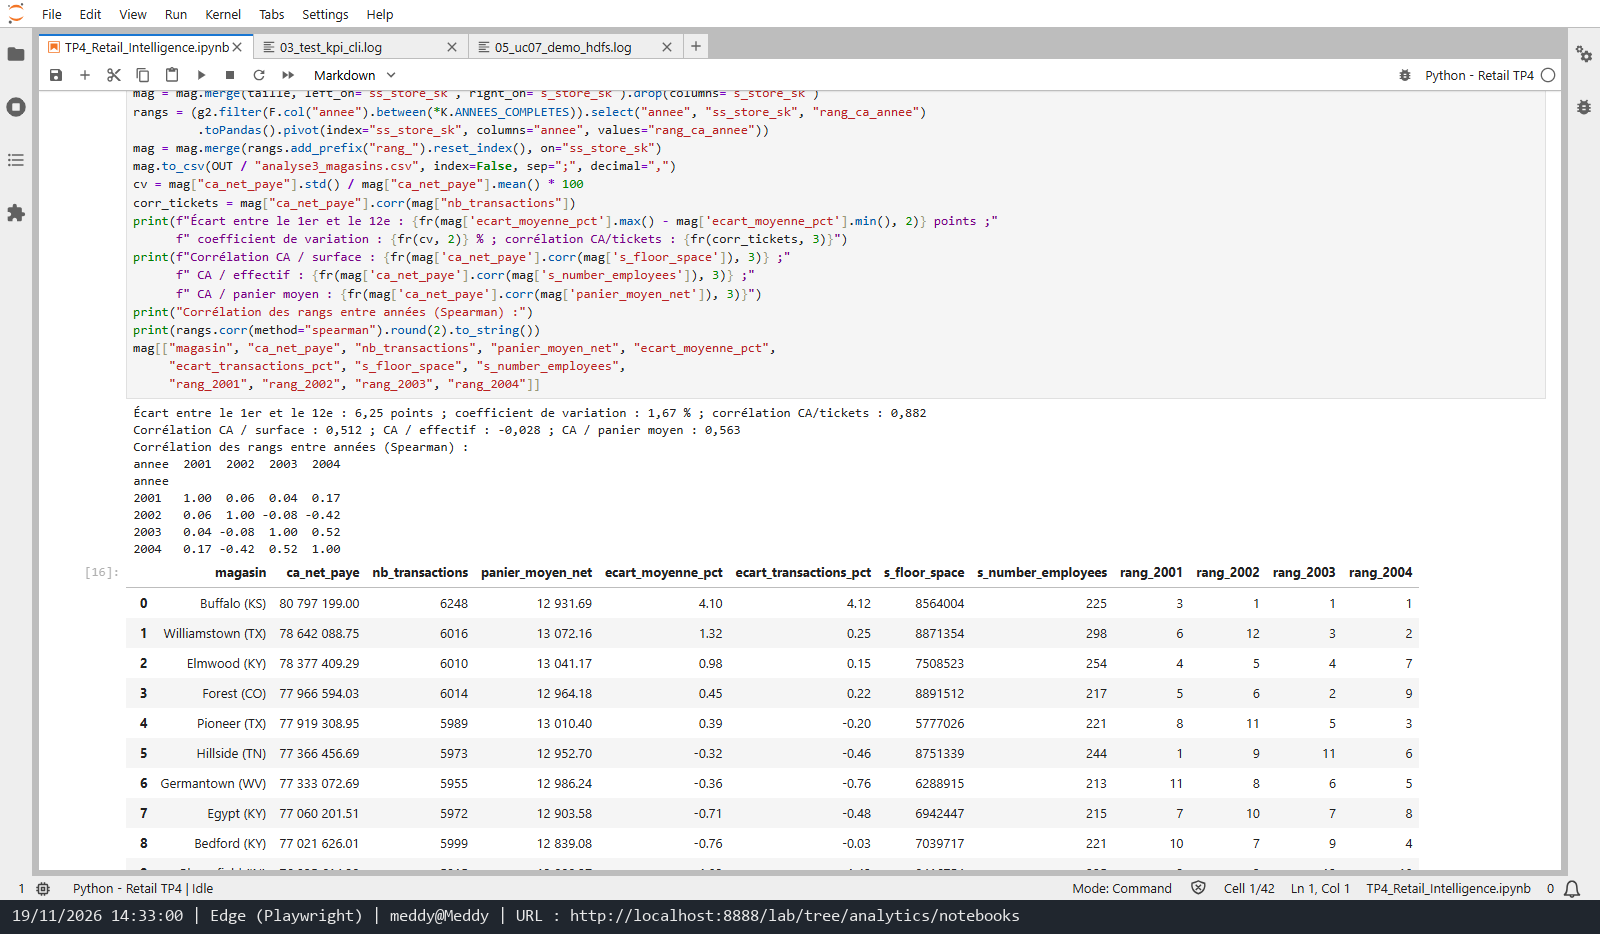 File Edit View Run Kernel Tabs Settings Help
TP4_Retail_Intelligence.ipynb 03_test_kpi_cli.log 05_uc07_demo_hdfs.log
Markdown Python - Retail TP4
mag = mag.merge(taille, left_on="ss_store_sk", right_on="s_store_sk").drop(columns="s_store_sk")
rangs = (g2.filter(F.col("annee").between(*K.ANNEES_COMPLETES)).select("annee", "ss_store_sk", "rang_ca_annee")
.toPandas().pivot(index="ss_store_sk", columns="annee", values="rang_ca_annee"))
mag = mag.merge(rangs.add_prefix("rang_").reset_index(), on="ss_store_sk")
mag.to_csv(OUT / "analyse3_magasins.csv", index=False, sep=";", decimal=",")
cv = mag["ca_net_paye"].std() / mag["ca_net_paye"].mean() * 100
corr_tickets = mag["ca_net_paye"].corr(mag["nb_transactions"])
print(f"Écart entre le 1er et le 12e : {fr(mag['ecart_moyenne_pct'].max() - mag['ecart_moyenne_pct'].min(), 2)} points ;"
f" coefficient de variation : {fr(cv, 2)} % ; corrélation CA/tickets : {fr(corr_tickets, 3)}")
print(f"Corrélation CA / surface : {fr(mag['ca_net_paye'].corr(mag['s_floor_space']), 3)} ;"
f" CA / effectif : {fr(mag['ca_net_paye'].corr(mag['s_number_employees']), 3)} ;"
f" CA / panier moyen : {fr(mag['ca_net_paye'].corr(mag['panier_moyen_net']), 3)}")
print("Corrélation des rangs entre années (Spearman) :")
print(rangs.corr(method="spearman").round(2).to_string())
mag[["magasin", "ca_net_paye", "nb_transactions", "panier_moyen_net", "ecart_moyenne_pct",
"ecart_transactions_pct", "s_floor_space", "s_number_employees",
"rang_2001", "rang_2002", "rang_2003", "rang_2004"]]
Écart entre le 1er et le 12e : 6,25 points ; coefficient de variation : 1,67 % ; corrélation CA/tickets : 0,882
Corrélation CA / surface : 0,512 ; CA / effectif : -0,028 ; CA / panier moyen : 0,563
Corrélation des rangs entre années (Spearman) :
annee 2001 2002 2003 2004
annee
2001 1.00 0.06 0.04 0.17
2002 0.06 1.00 -0.08 -0.42
2003 0.04 -0.08 1.00 0.52
2004 0.17 -0.42 0.52 1.00
[16]: magasin ca_net_paye nb_transactions panier_moyen_net ecart_moyenne_pct ecart_transactions_pct s_floor_space s_number_employees rang_2001 rang_2002 rang_2003 rang_2004
0 Buffalo (KS) 80 797 199.00 6248 12 931.69 4.10 4.12 8564004 225 3 1 1 1
1 Williamstown (TX) 78 642 088.75 6016 13 072.16 1.32 0.25 8871354 298 6 12 3 2
2 Elmwood (KY) 78 377 409.29 6010 13 041.17 0.98 0.15 7508523 254 4 5 4 7
3 Forest (CO) 77 966 594.03 6014 12 964.18 0.45 0.22 8891512 217 5 6 2 9
4 Pioneer (TX) 77 919 308.95 5989 13 010.40 0.39 -0.20 5777026 221 8 11 5 3
5 Hillside (TN) 77 366 456.69 5973 12 952.70 -0.32 -0.46 8751339 244 1 9 11 6
6 Germantown (WV) 77 333 072.69 5955 12 986.24 -0.36 -0.76 6288915 213 11 8 6 5
7 Egypt (KY) 77 060 201.51 5972 12 903.58 -0.71 -0.48 6942447 215 7 10 7 8
8 Bedford (KY) 77 021 626.01 5999 12 839.08 -0.76 -0.03 7039717 221 10 7 9 4
1 Python - Retail TP4 | Idle Mode: Command Cell 1/42 Ln 1, Col 1 TP4_Retail_Intelligence.ipynb 0
19/11/2026 14:33:00 | Edge (Playwright) | meddy@Meddy | URL : http://localhost:8888/lab/tree/analytics/notebooks